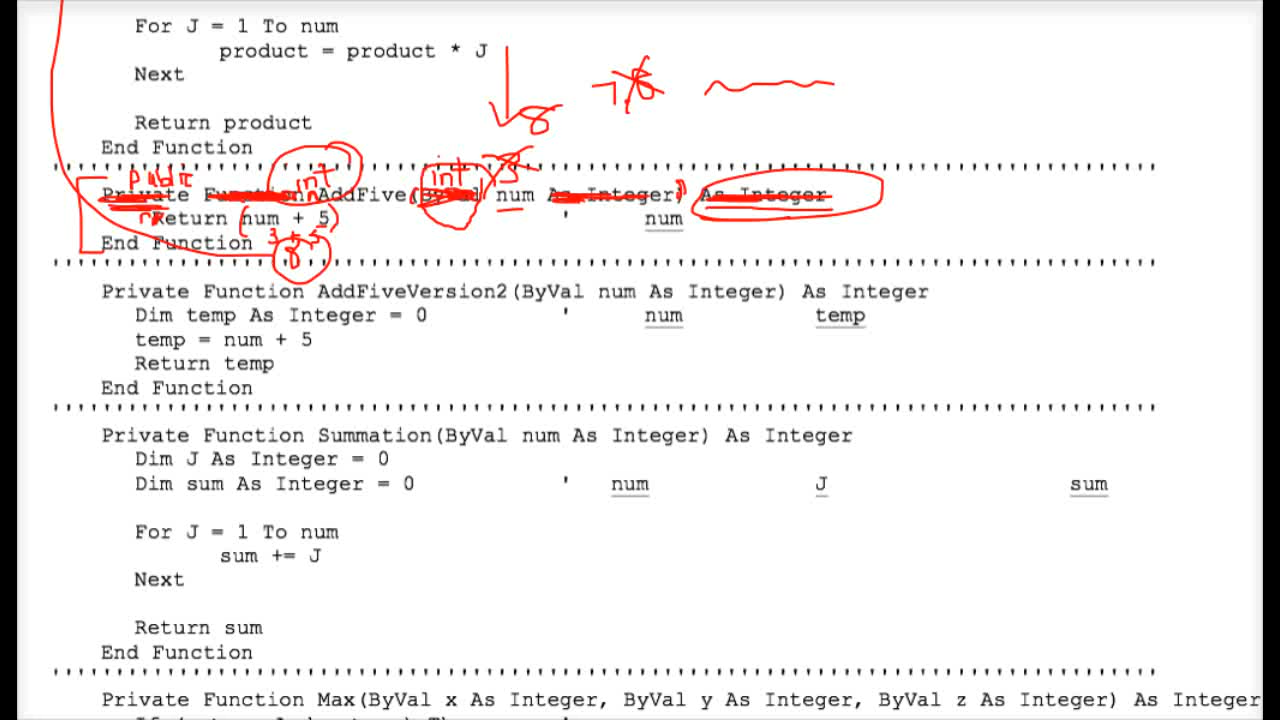 For J = 1 To num
product = product * J
Next
8
Return product
End Function
public int int
Private Function AddFive(ByVal num As Integer) As Integer
Return (num + 5) ' num
3 + 5
End Function 8
Private Function AddFiveVersion2(ByVal num As Integer) As Integer
Dim temp As Integer = 0 ' num temp
temp = num + 5
Return temp
End Function
Private Function Summation(ByVal num As Integer) As Integer
Dim J As Integer = 0
Dim sum As Integer = 0 ' num J sum
For J = 1 To num
sum += J
Next
Return sum
End Function
Private Function Max(ByVal x As Integer, ByVal y As Integer, ByVal z As Integer) As Integer